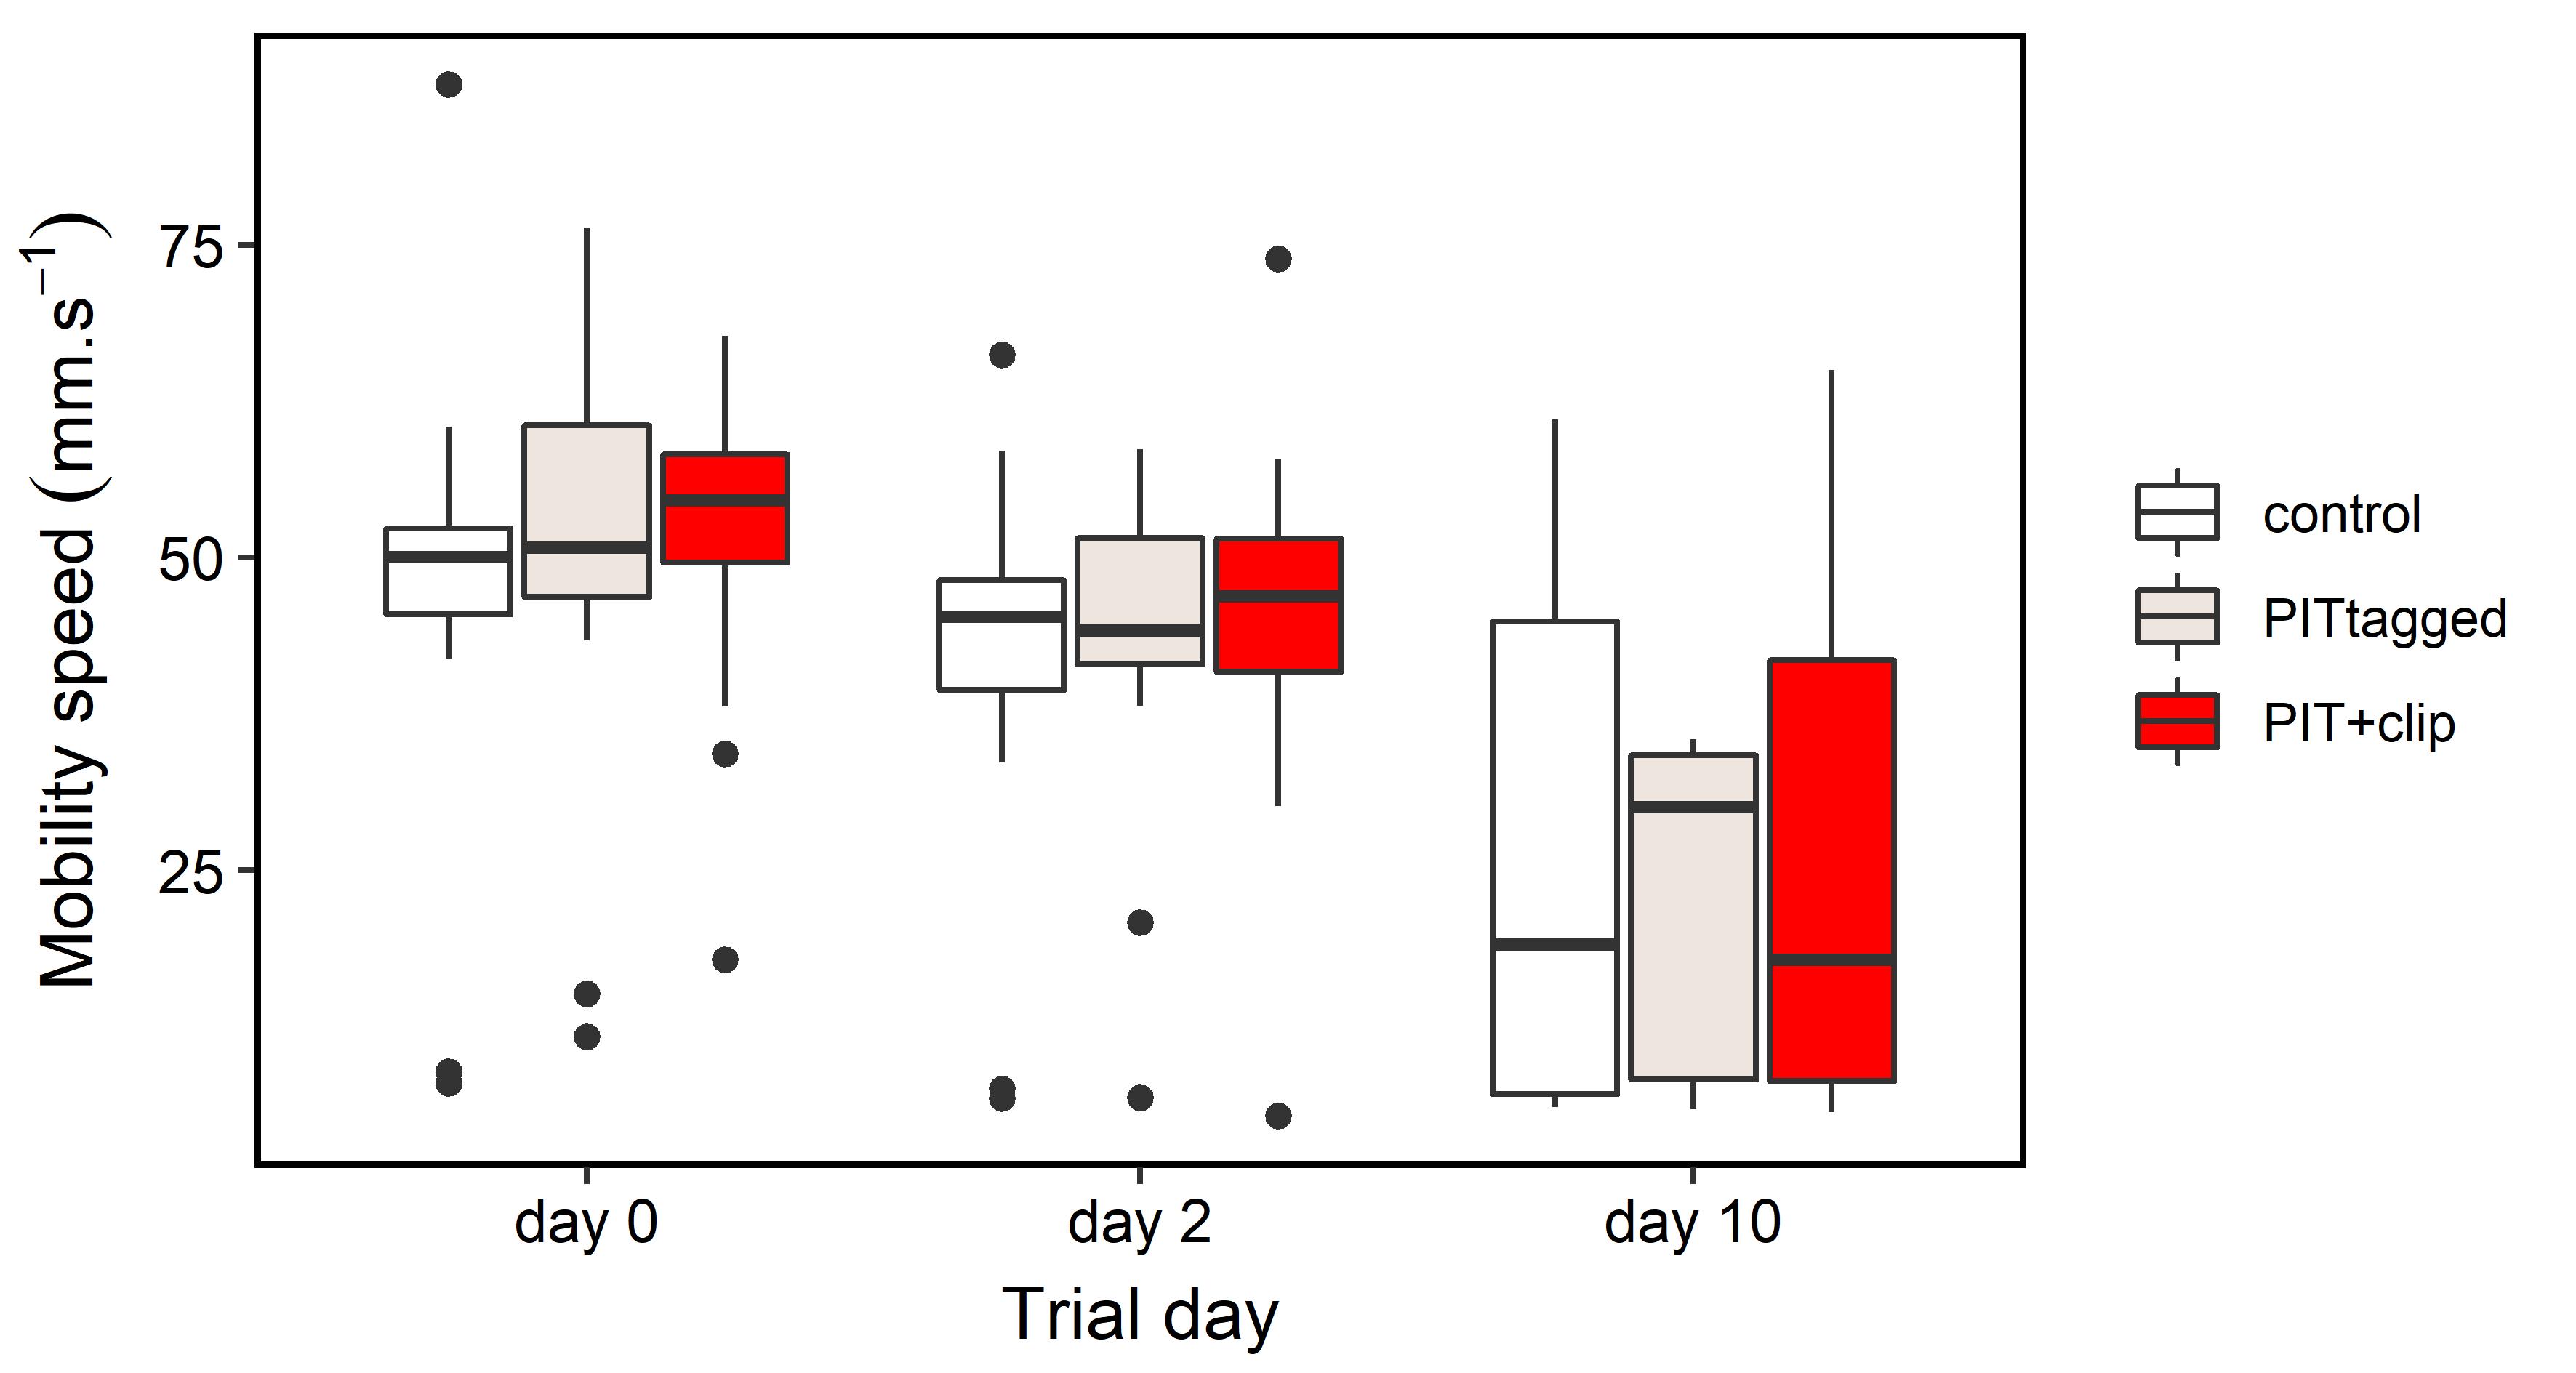 Mobility speed (mm.s⁻¹)
75
50
25
day 0
day 2
day 10
Trial day
control
PITtagged
PIT+clip